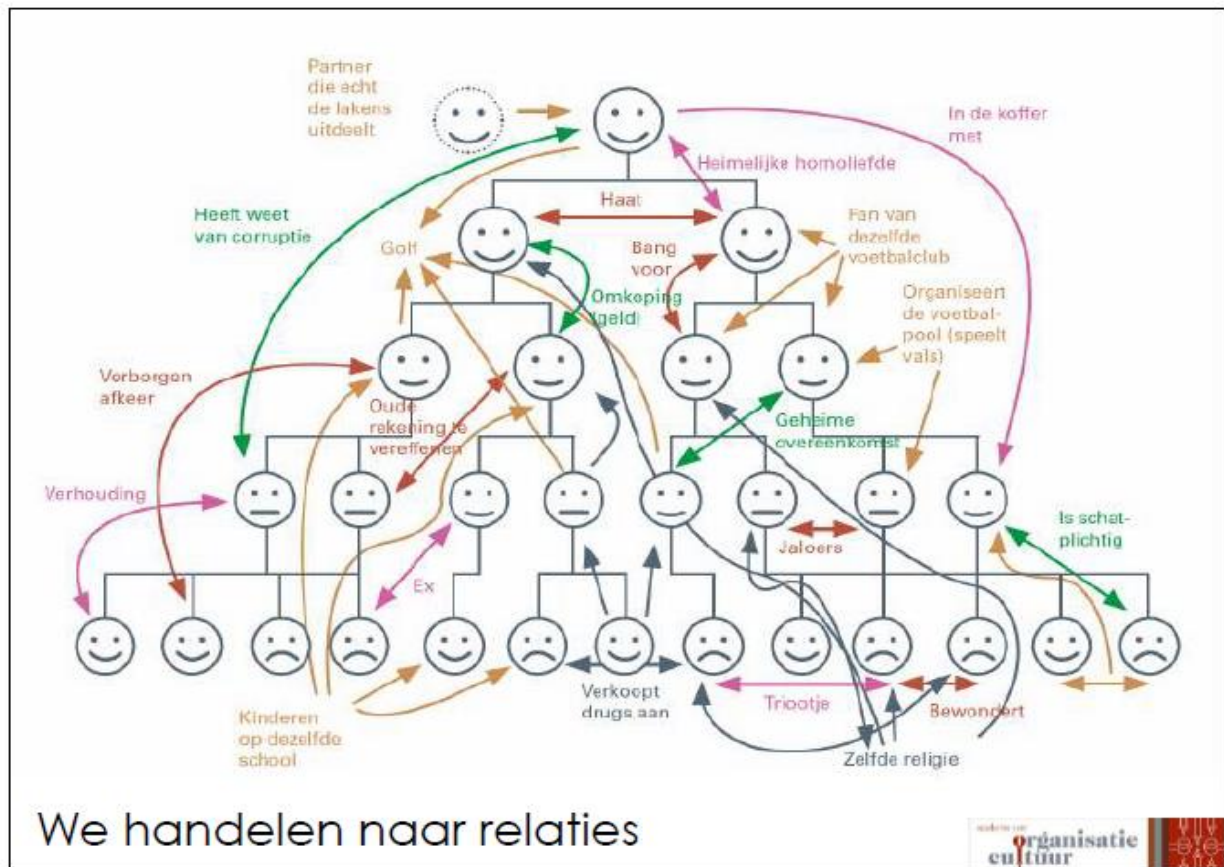 Partner
die echt
de lakens
uitdeelt
In de koffer
met
Heimelijke homoliefde
Haat
Heeft weet
van corruptie
Golf
Bang
voor
Fan van
dezelfde
voetbalclub
Omkoping
(geld)
Organiseert
de voetbal-
pool (speelt
vals)
Verborgen
afkeer
Oude
rekening te
vereffenen
Geheime
overeenkomst
Verhouding
Jaloers
Is schat-
plichtig
Ex
Verkoopt
drugs aan
Triootje
Bewondert
Kinderen
op dezelfde
school
Zelfde religie
We handelen naar relaties
organisatie
cultuur